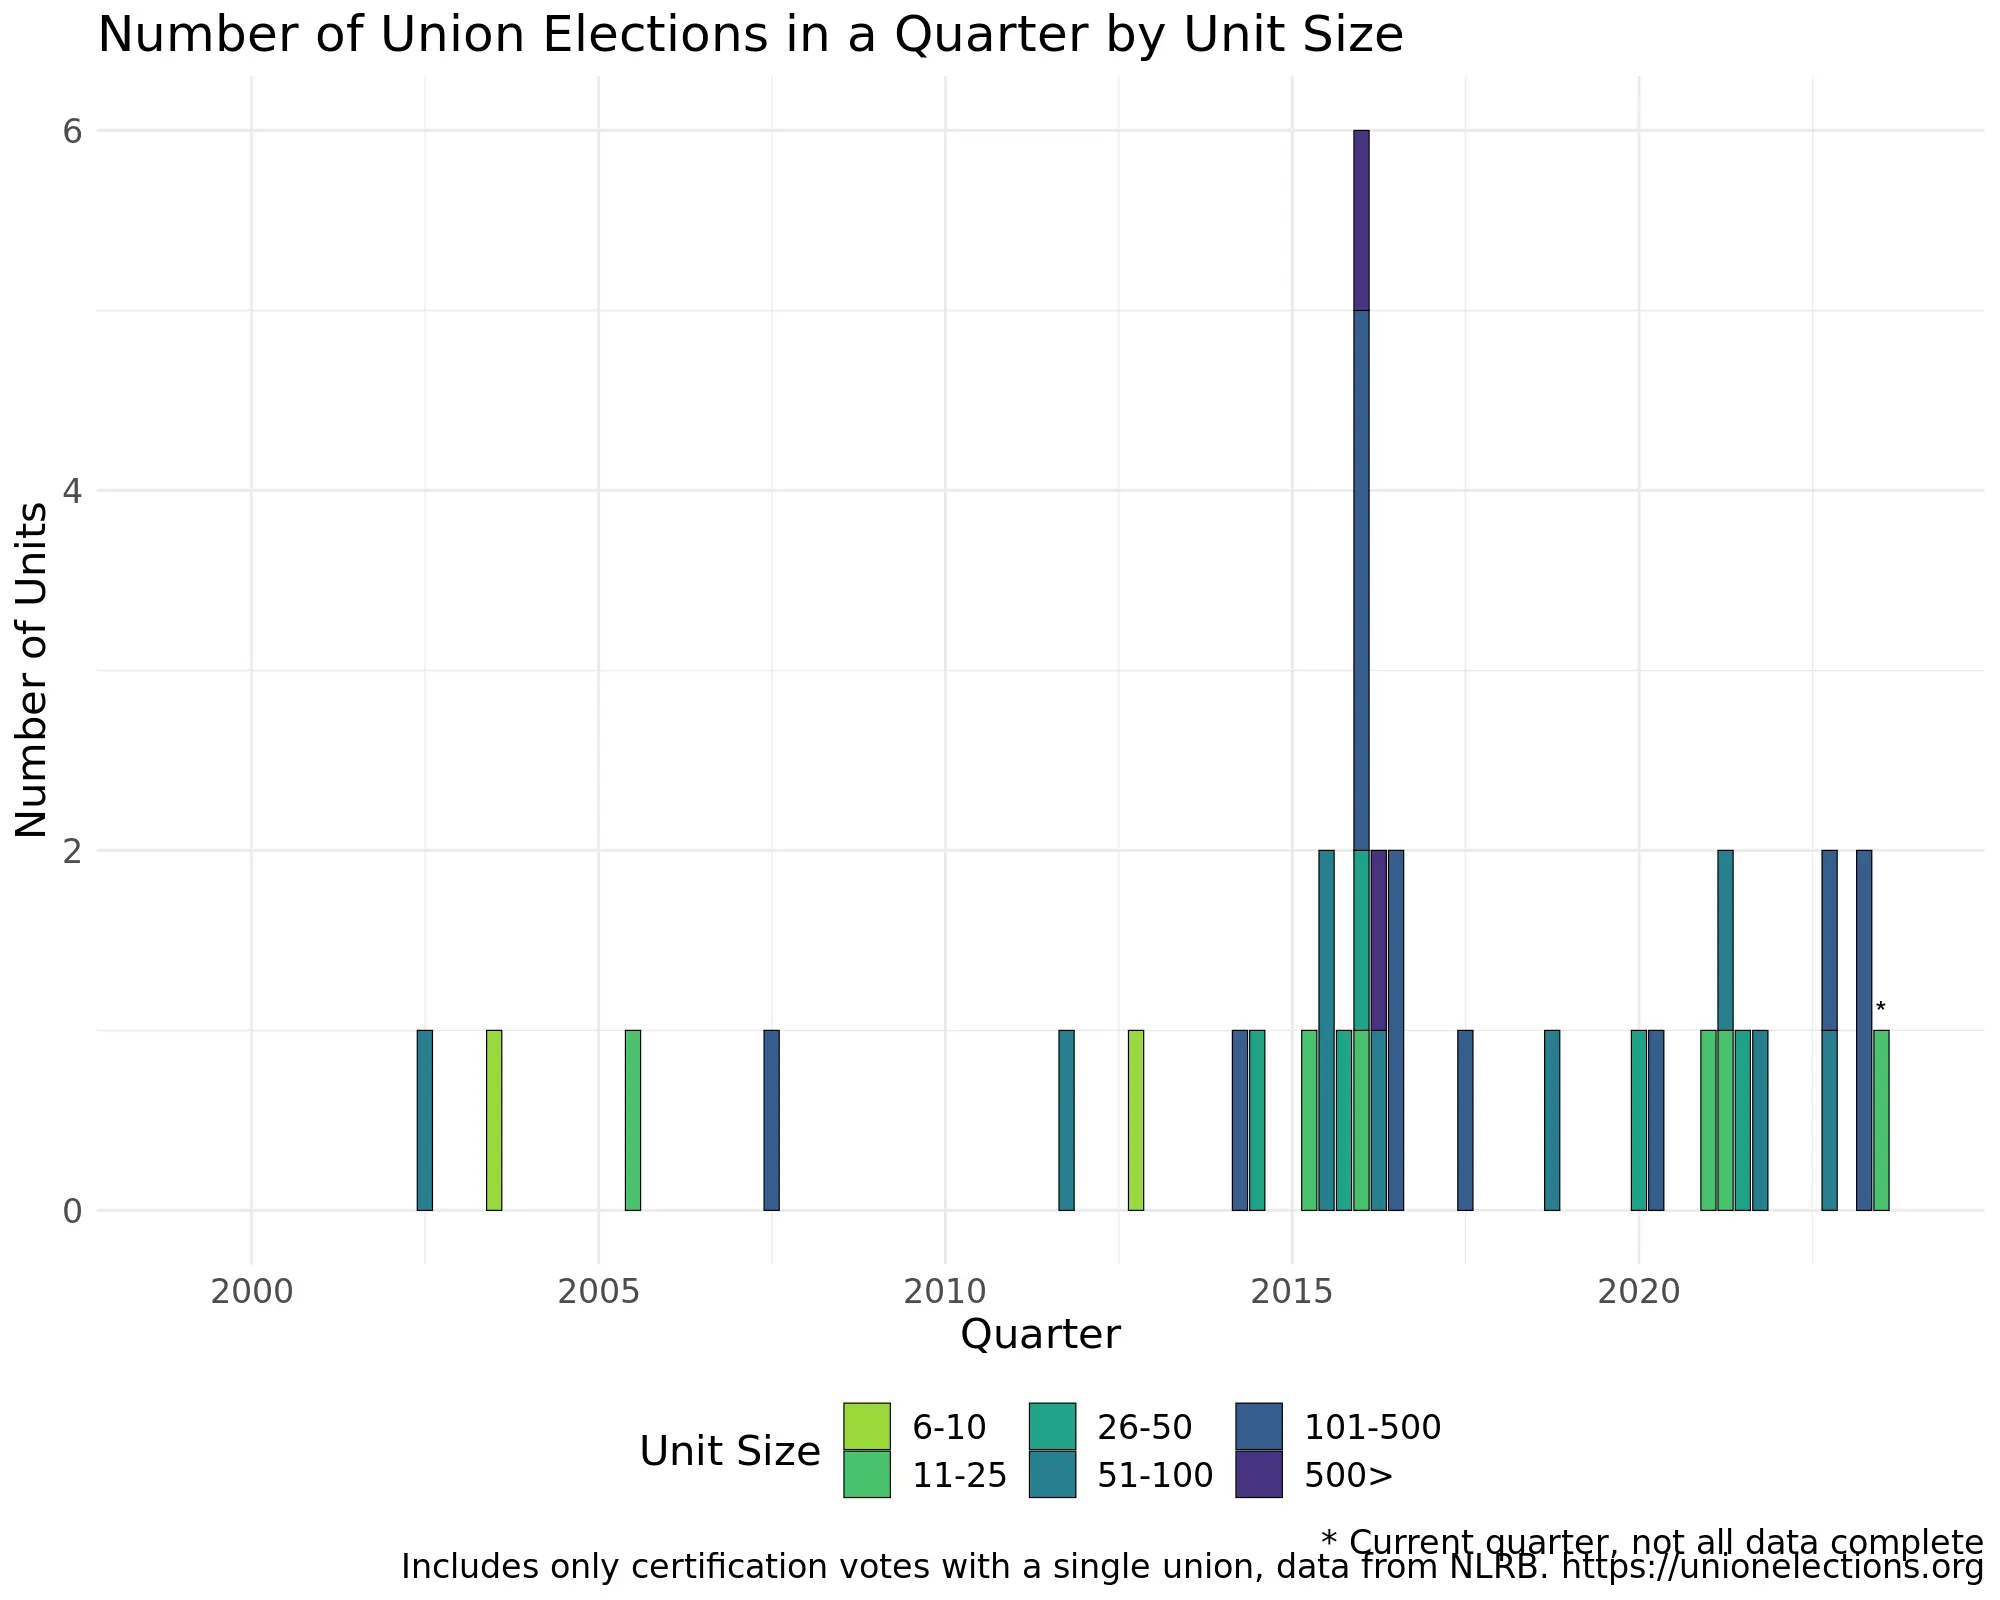 Number of Union Elections in a Quarter by Unit Size
Number of Units
6
4
2
0
*
2000 2005 2010 2015 2020
Quarter
Unit Size
6-10 26-50 101-500
11-25 51-100 500>
* Current quarter, not all data complete
Includes only certification votes with a single union, data from NLRB. https://unionelections.org